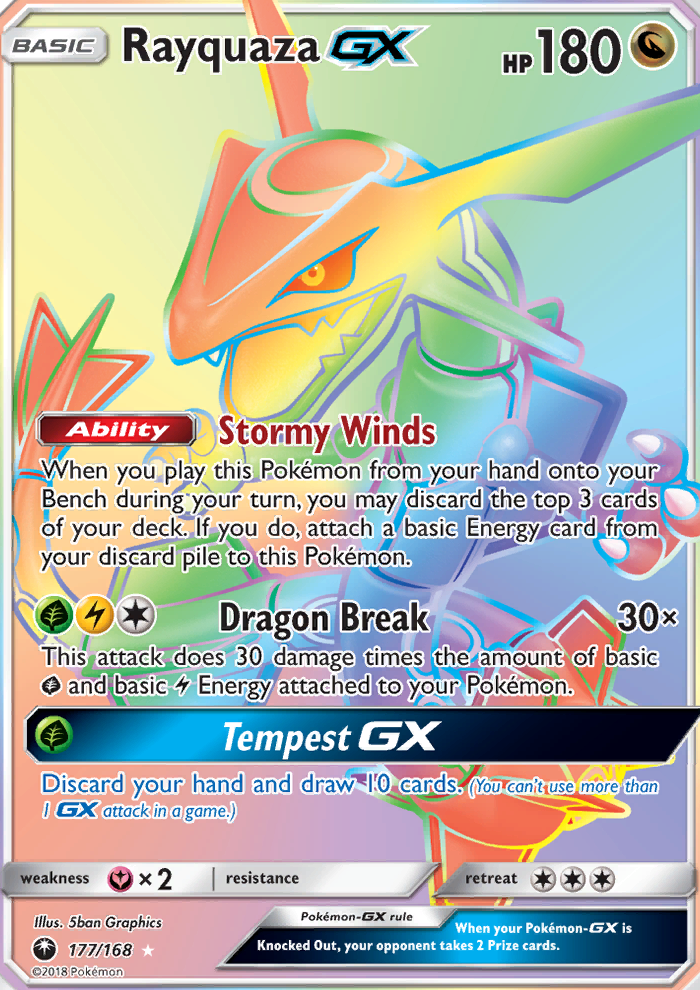 BASIC Rayquaza GX HP 180
Ability Stormy Winds
When you play this Pokémon from your hand onto your
Bench during your turn, you may discard the top 3 cards
of your deck. If you do, attach a basic Energy card from
your discard pile to this Pokémon.
Dragon Break 30×
This attack does 30 damage times the amount of basic
and basic Energy attached to your Pokémon.
Tempest GX
Discard your hand and draw 10 cards. (You can't use more than
1 GX attack in a game.)
weakness ×2 resistance retreat
Illus. 5ban Graphics
177/168
©2018 Pokémon
Pokémon-GX rule
When your Pokémon-GX is
Knocked Out, your opponent takes 2 Prize cards.